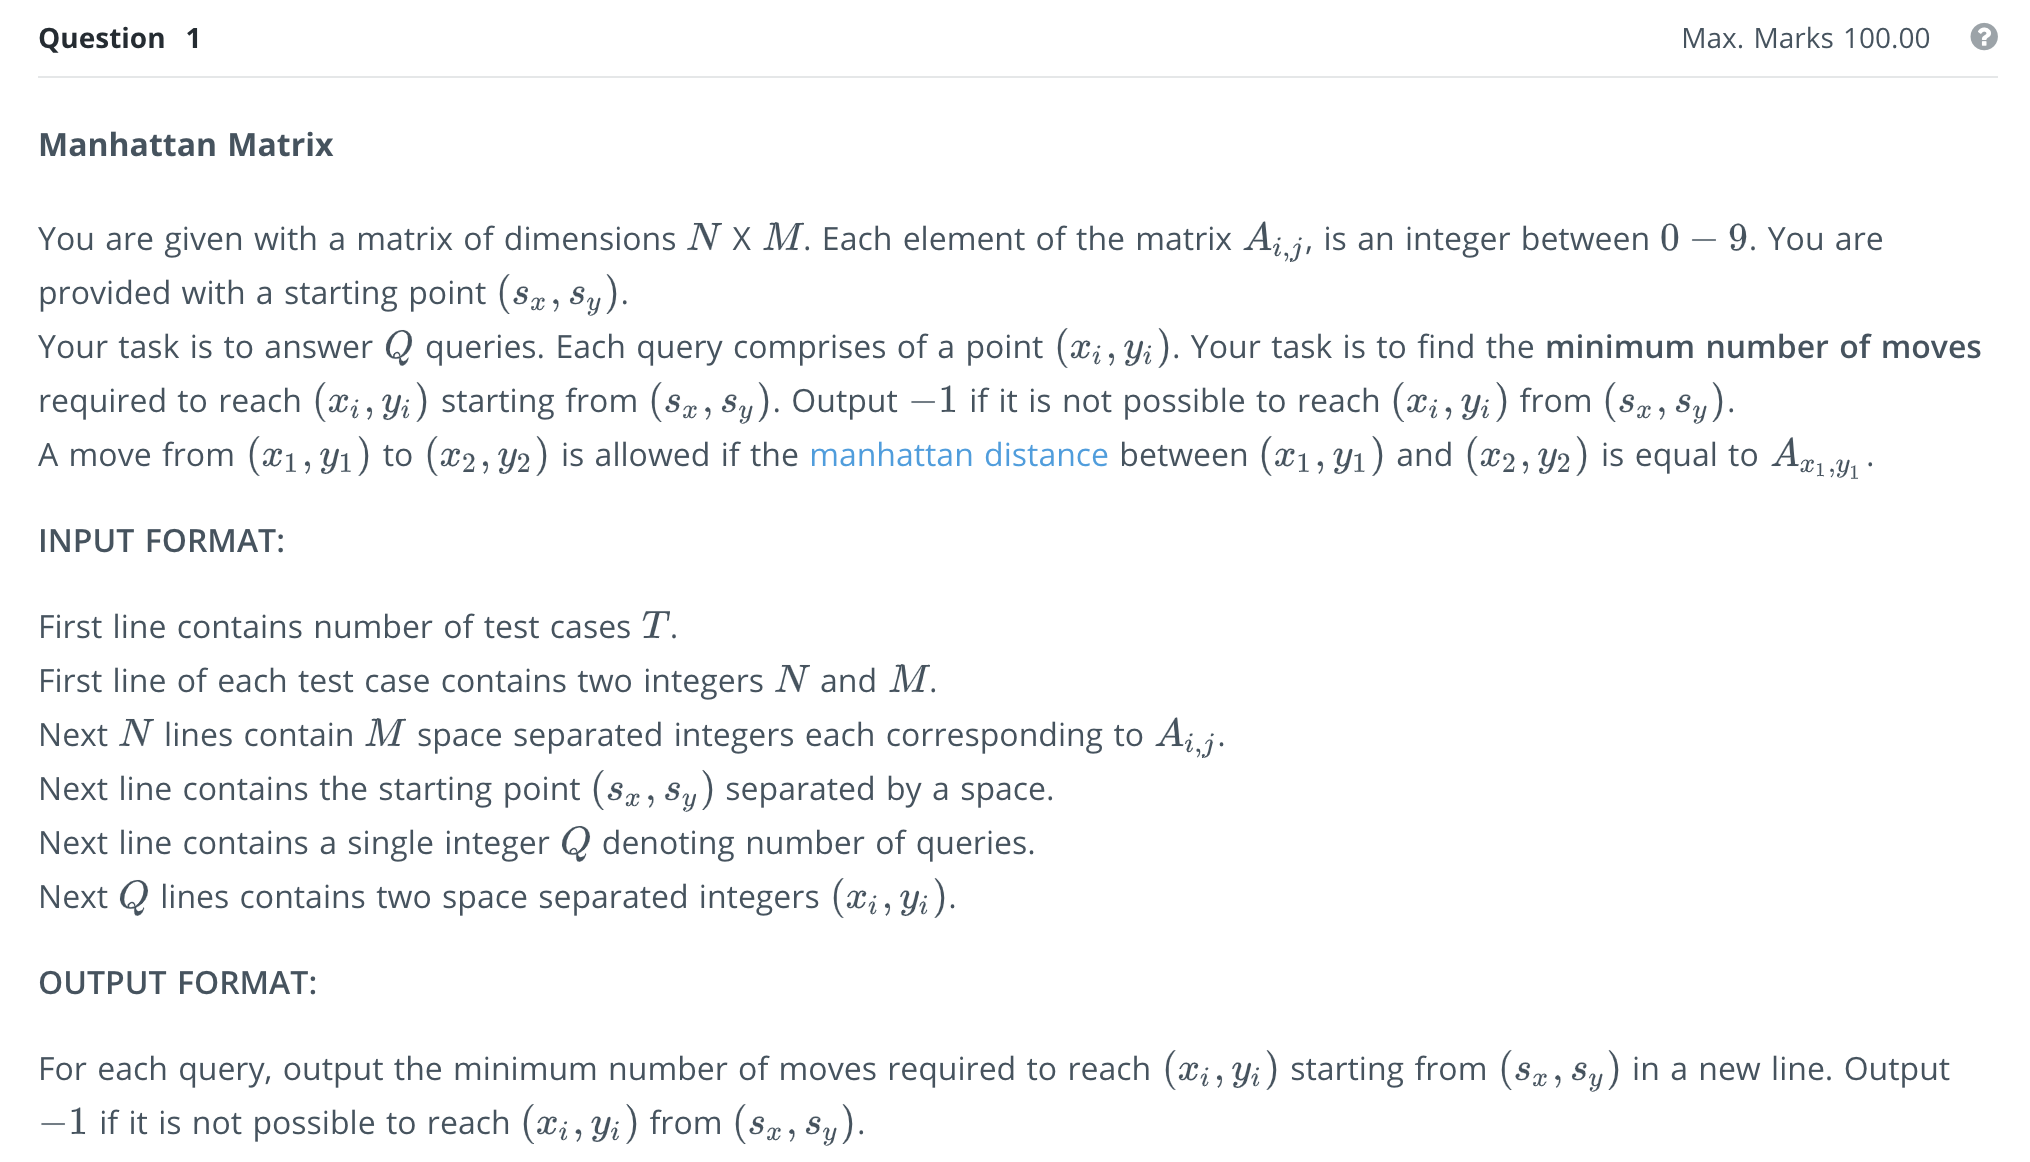 Question 1
Max. Marks 100.00
?
Manhattan Matrix
You are given with a matrix of dimensions N X M. Each element of the matrix A_{i,j}, is an integer between 0 − 9. You are
provided with a starting point (s_x, s_y).
Your task is to answer Q queries. Each query comprises of a point (x_i, y_i). Your task is to find the minimum number of moves
required to reach (x_i, y_i) starting from (s_x, s_y). Output −1 if it is not possible to reach (x_i, y_i) from (s_x, s_y).
A move from (x_1, y_1) to (x_2, y_2) is allowed if the manhattan distance between (x_1, y_1) and (x_2, y_2) is equal to A_{x_1,y_1}.
INPUT FORMAT:
First line contains number of test cases T.
First line of each test case contains two integers N and M.
Next N lines contain M space separated integers each corresponding to A_{i,j}.
Next line contains the starting point (s_x, s_y) separated by a space.
Next line contains a single integer Q denoting number of queries.
Next Q lines contains two space separated integers (x_i, y_i).
OUTPUT FORMAT:
For each query, output the minimum number of moves required to reach (x_i, y_i) starting from (s_x, s_y) in a new line. Output
−1 if it is not possible to reach (x_i, y_i) from (s_x, s_y).